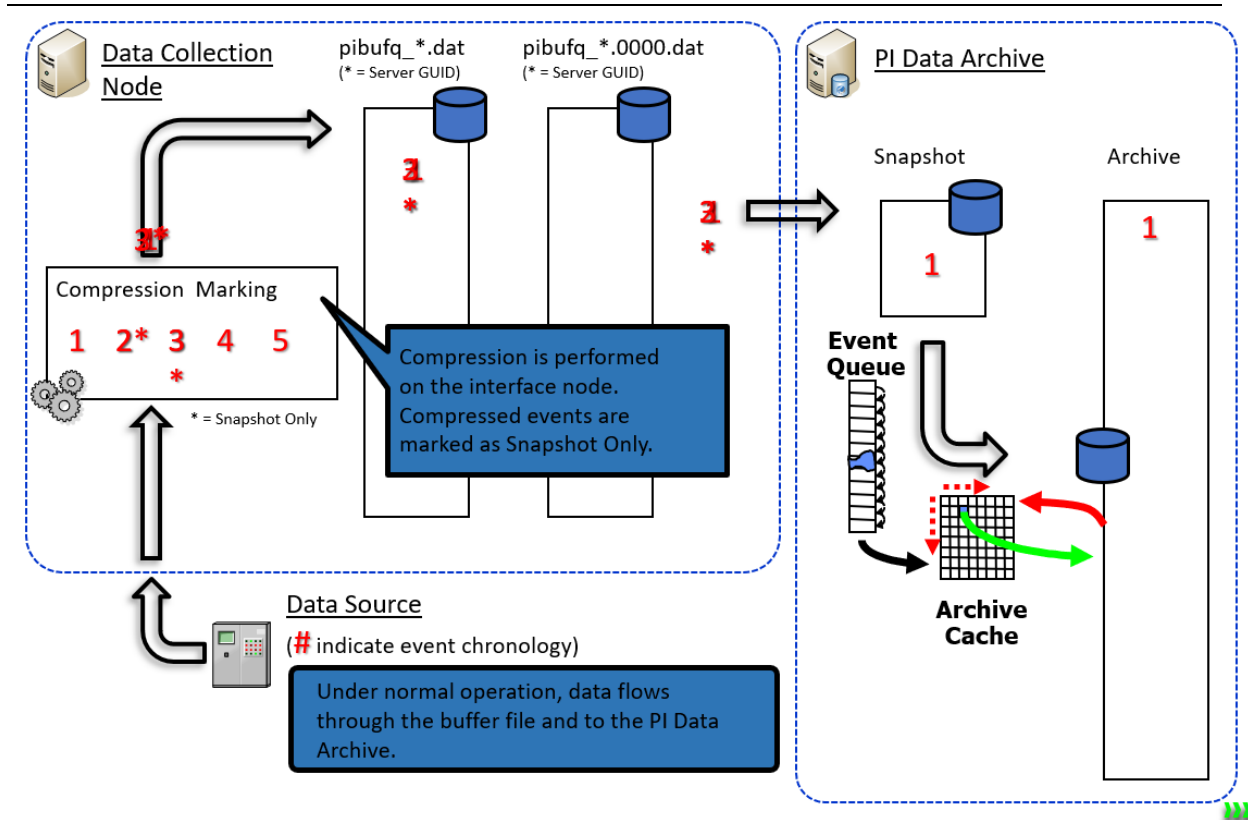 Data Collection
Node
pibufq_*.dat
(* = Server GUID)
pibufq_*.0000.dat
(* = Server GUID)
PI Data Archive
Snapshot
Archive
1
1
*
*
Compression Marking
1 2* 3 4 5
*
* = Snapshot Only
Compression is performed
on the interface node.
Compressed events are
marked as Snapshot Only.
Event
Queue
Archive
Cache
Data Source
(# indicate event chronology)
Under normal operation, data flows
through the buffer file and to the PI Data
Archive.